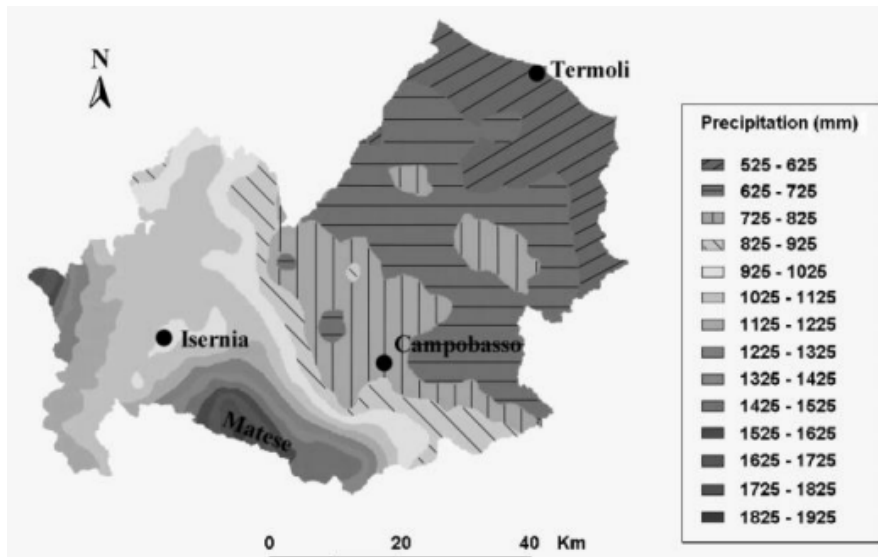 N
Termoli
Isernia
Campobasso
Matese
0 20 40 Km
Precipitation (mm)
525 - 625
625 - 725
725 - 825
825 - 925
925 - 1025
1025 - 1125
1125 - 1225
1225 - 1325
1325 - 1425
1425 - 1525
1525 - 1625
1625 - 1725
1725 - 1825
1825 - 1925